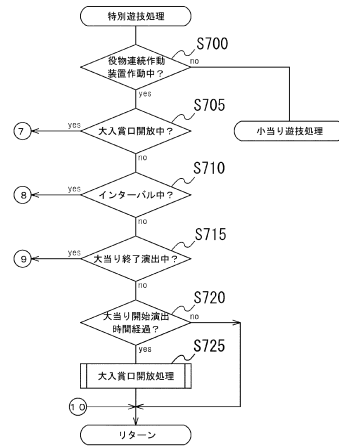 特別遊技処理
S700
役物連続作動
装置作動中？
no
yes
小当り遊技処理
S705
大入賞口開放中？
yes
7
no
S710
インターバル中？
yes
8
no
S715
大当り終了演出中？
yes
9
no
S720
大当り開始演出
時間経過？
no
yes
S725
大入賞口開放処理
10
リターン